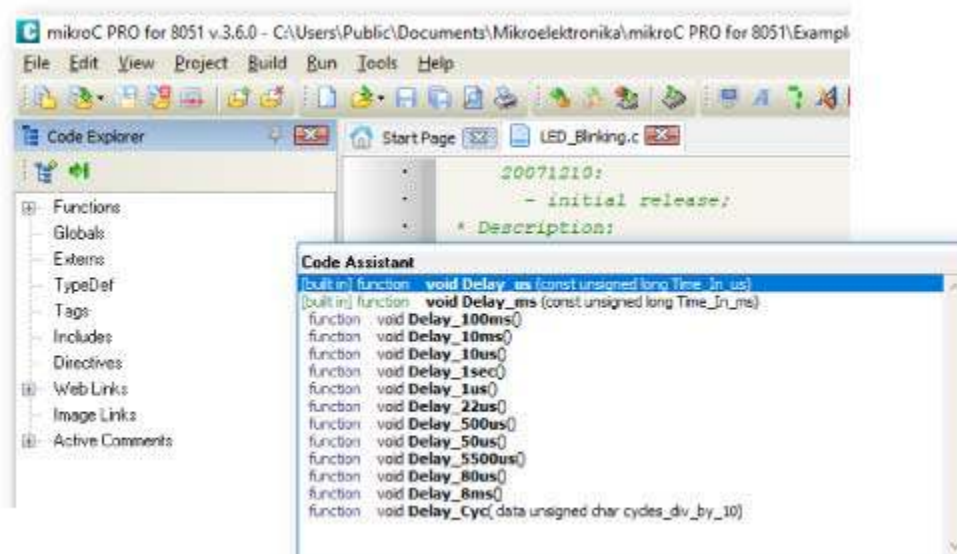 mikroC PRO for 8051 v.3.6.0 - C:\Users\Public\Documents\Mikroelektronika\mikroC PRO for 8051\Exampl
File Edit View Project Build Run Tools Help
Code Explorer
Start Page LED_Blinking.c
20071210:
- initial release;
* Description:
Functions
Globals
Externs
TypeDef
Tags
Includes
Directives
Web Links
Image Links
Active Comments
Code Assistant
[built in] function void Delay_us (const unsigned long Time_In_us)
[built in] function void Delay_ms (const unsigned long Time_In_ms)
function void Delay_100ms()
function void Delay_10ms()
function void Delay_10us()
function void Delay_1sec()
function void Delay_1us()
function void Delay_22us()
function void Delay_500us()
function void Delay_50us()
function void Delay_5500us()
function void Delay_80us()
function void Delay_8ms()
function void Delay_Cyc( data unsigned char cycles_div_by_10)